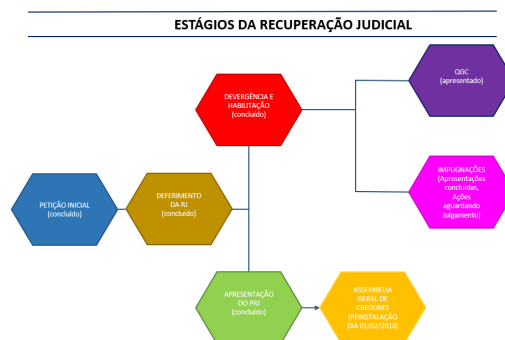 ESTÁGIOS DA RECUPERAÇÃO JUDICIAL
QGC
(apresentado)
DEVERGÊNCIA E
HABILITAÇÃO
(concluído)
IMPUGNAÇÕES
(Apresentações
concluídas,
Ações
aguardando
Julgamento)
PETIÇÃO INICIAL
(concluído)
DEFERIMENTO
DA RJ
(concluído)
APRESENTAÇÃO
DO PRJ
(concluído)
ASSEMBLEIA
GERAL DE
CREDORES
(REINSTALAÇÃO
DIA 01/02/2018)